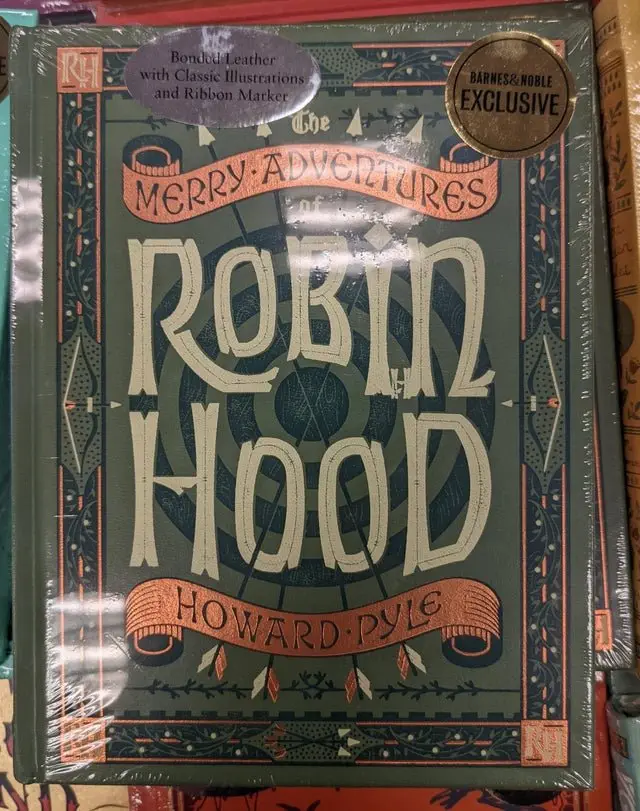 RH
Bonded Leather
with Classic Illustrations
and Ribbon Marker
BARNES&NOBLE
EXCLUSIVE
The
MERRY·ADVENTURES
of
ROBIN
HOOD
HOWARD·PYLE